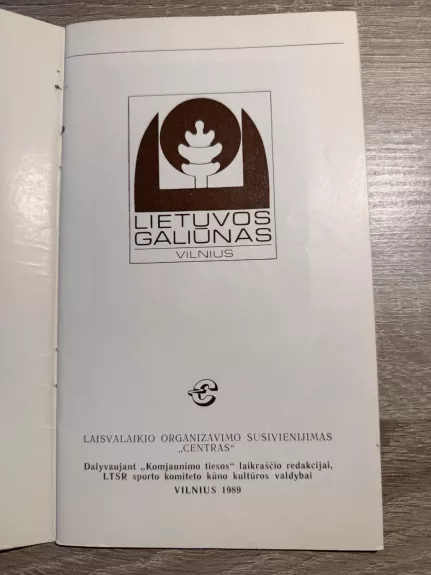 LIETUVOS
GALIŪNAS
VILNIUS
LAISVALAIKIO ORGANIZAVIMO SUSIVIENIJIMAS
„CENTRAS“
Dalyvaujant „Komjaunimo tiesos“ laikraščio redakcijai,
LTSR sporto komiteto kūno kultūros valdybai
VILNIUS 1989